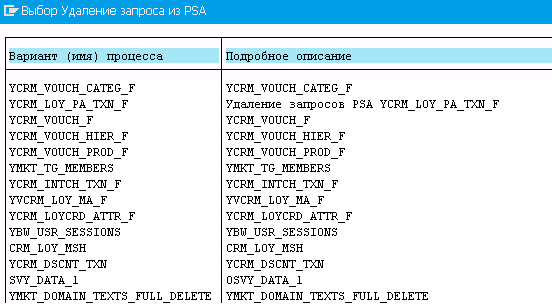 Выбор Удаление запроса из PSA
Вариант (имя) процесса Подробное описание
YCRM_VOUCH_CATEG_F YCRM_VOUCH_CATEG_F
YCRM_LOY_PA_TXN_F Удаление запросов PSA YCRM_LOY_PA_TXN_F
YCRM_VOUCH_F YCRM_VOUCH_F
YCRM_VOUCH_HIER_F YCRM_VOUCH_HIER_F
YCRM_VOUCH_PROD_F YCRM_VOUCH_PROD_F
YMKT_TG_MEMBERS YMKT_TG_MEMBERS
YCRM_INTCH_TXN_F YCRM_INTCH_TXN_F
YVCRM_LOY_MA_F YVCRM_LOY_MA_F
YCRM_LOYCRD_ATTR_F YCRM_LOYCRD_ATTR_F
YBW_USR_SESSIONS YBW_USR_SESSIONS
CRM_LOY_MSH CRM_LOY_MSH
YCRM_DSCNT_TXN YCRM_DSCNT_TXN
SVY_DATA_1 OSVY_DATA_1
YMKT_DOMAIN_TEXTS_FULL_DELETE YMKT_DOMAIN_TEXTS_FULL_DELETE